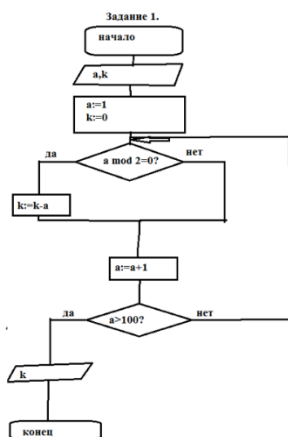 Задание 1.
начало
a,k
a:=1
k:=0
да
a mod 2=0?
нет
k:=k-a
a:=a+1
да
a>100?
нет
k
конец